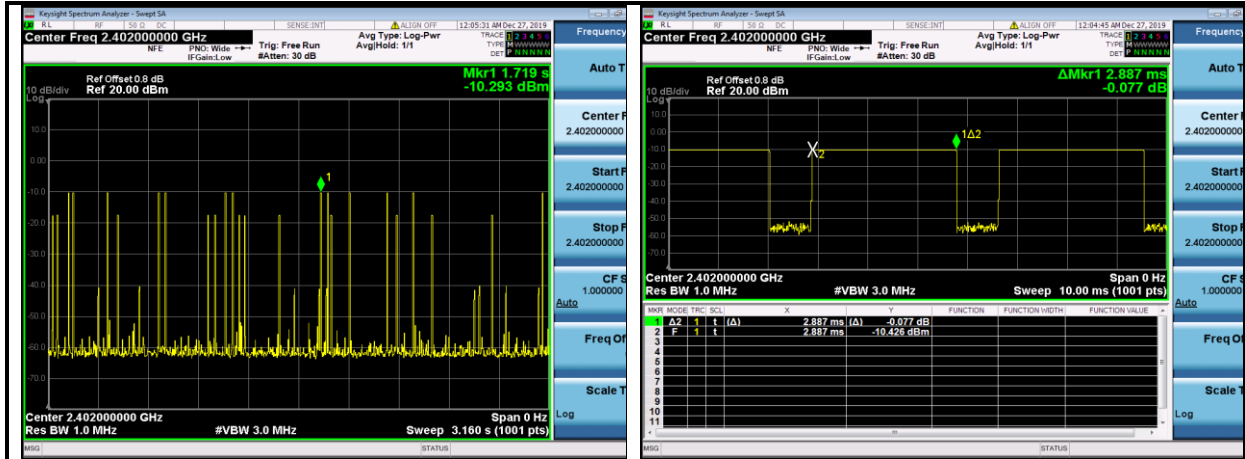 Keysight Spectrum Analyzer - Swept SA
RL RF 50 Ω DC SENSE:INT ALIGN OFF 12:05:31 AM Dec 27, 2019
Center Freq 2.402000000 GHz
NFE PNO: Wide Trig: Free Run Avg Type: Log-Pwr TRACE 1 2 3 4 5 6
IFGain:Low #Atten: 30 dB Avg|Hold: 1/1 TYPE M WWWWW
DET P N N N N N
Ref Offset 0.8 dB
10 dB/div Ref 20.00 dBm
Log
Mkr1 1.719 s
-10.293 dBm
10.0
0.00
-10.0
-20.0
-30.0
-40.0
-50.0
-60.0
-70.0
1
Center 2.402000000 GHz Span 0 Hz
Res BW 1.0 MHz #VBW 3.0 MHz Sweep 3.160 s (1001 pts)
MSG STATUS
Frequency
Auto T
Center F
2.402000000
Start F
2.402000000
Stop F
2.402000000
CF S
1.000000
Auto
Freq Of
Scale T
Log
Keysight Spectrum Analyzer - Swept SA
RL RF 50 Ω DC SENSE:INT ALIGN OFF 12:04:45 AM Dec 27, 2019
Center Freq 2.402000000 GHz
NFE PNO: Wide Trig: Free Run Avg Type: Log-Pwr TRACE 1 2 3 4 5 6
IFGain:Low #Atten: 30 dB Avg|Hold: 1/1 TYPE M WWWWW
DET P N N N N N
Ref Offset 0.8 dB
10 dB/div Ref 20.00 dBm
Log
ΔMkr1 2.887 ms
-0.077 dB
10.0
0.00
-10.0
-20.0
-30.0
-40.0
-50.0
-60.0
-70.0
X2
1Δ2
Center 2.402000000 GHz Span 0 Hz
Res BW 1.0 MHz #VBW 3.0 MHz Sweep 10.00 ms (1001 pts)
MKR MODE TRC SCL X Y FUNCTION FUNCTION WIDTH FUNCTION VALUE
1 Δ2 1 t (Δ) 2.887 ms (Δ) -0.077 dB
2 F 1 t 2.887 ms -10.426 dBm
3
4
5
6
7
8
9
10
11
MSG STATUS
Frequency
Auto T
Center F
2.402000000
Start F
2.402000000
Stop F
2.402000000
CF S
1.000000
Auto
Freq Of
Scale T
Log